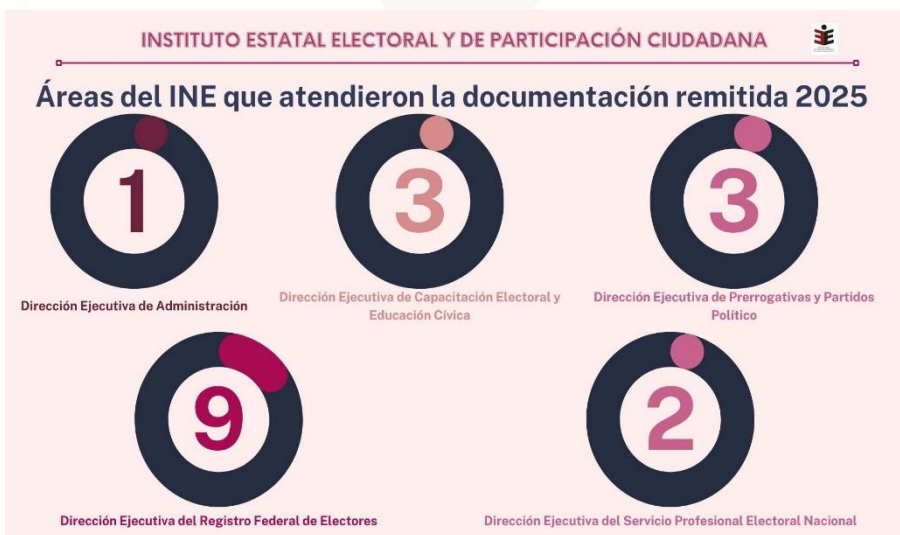 INSTITUTO ESTATAL ELECTORAL Y DE PARTICIPACIÓN CIUDADANA
Áreas del INE que atendieron la documentación remitida 2025
1
3
3
Dirección Ejecutiva de Administración
Dirección Ejecutiva de Capacitación Electoral y
Educación Cívica
Dirección Ejecutiva de Prerrogativas y Partidos
Político
9
2
Dirección Ejecutiva del Registro Federal de Electores
Dirección Ejecutiva del Servicio Profesional Electoral Nacional